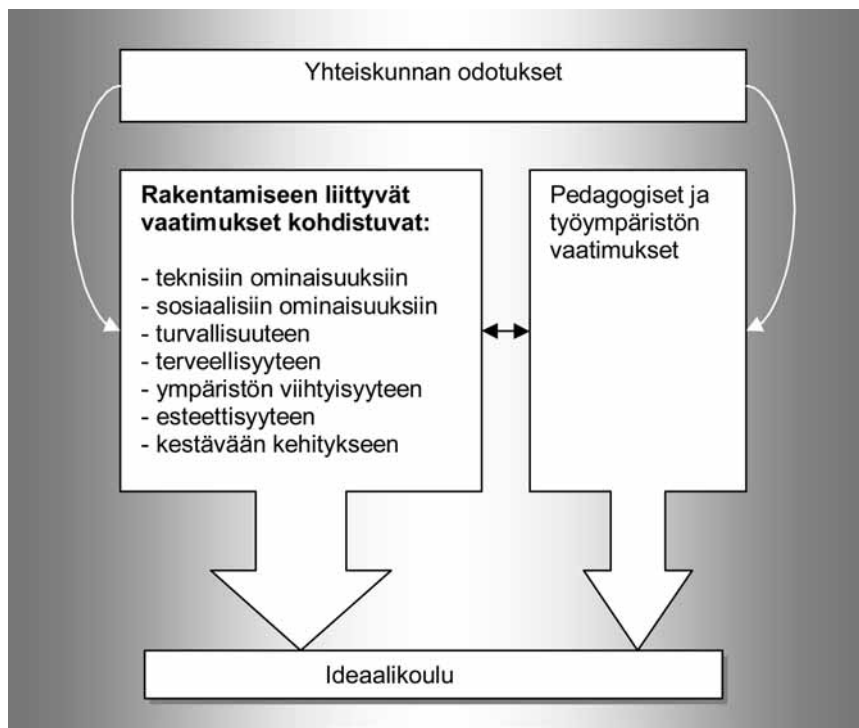 Yhteiskunnan odotukset
Rakentamiseen liittyvät
vaatimukset kohdistuvat:
- teknisiin ominaisuuksiin
- sosiaalisiin ominaisuuksiin
- turvallisuuteen
- terveellisyyteen
- ympäristön viihtyisyyteen
- esteettisyyteen
- kestävään kehitykseen
Pedagogiset ja
työympäristön
vaatimukset
Ideaalikoulu